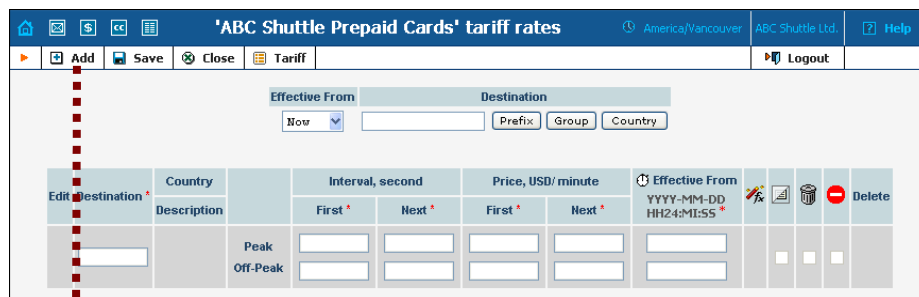 $ cc 'ABC Shuttle Prepaid Cards' tariff rates America/Vancouver ABC Shuttle Ltd. ? Help
Add Save Close Tariff Logout
Effective From Destination
Now Prefix Group Country
Edit Destination * Country Description Interval, second Price, USD/ minute Effective From YYYY-MM-DD HH24:MI:SS * fx Delete
First * Next * First * Next *
Peak
Off-Peak